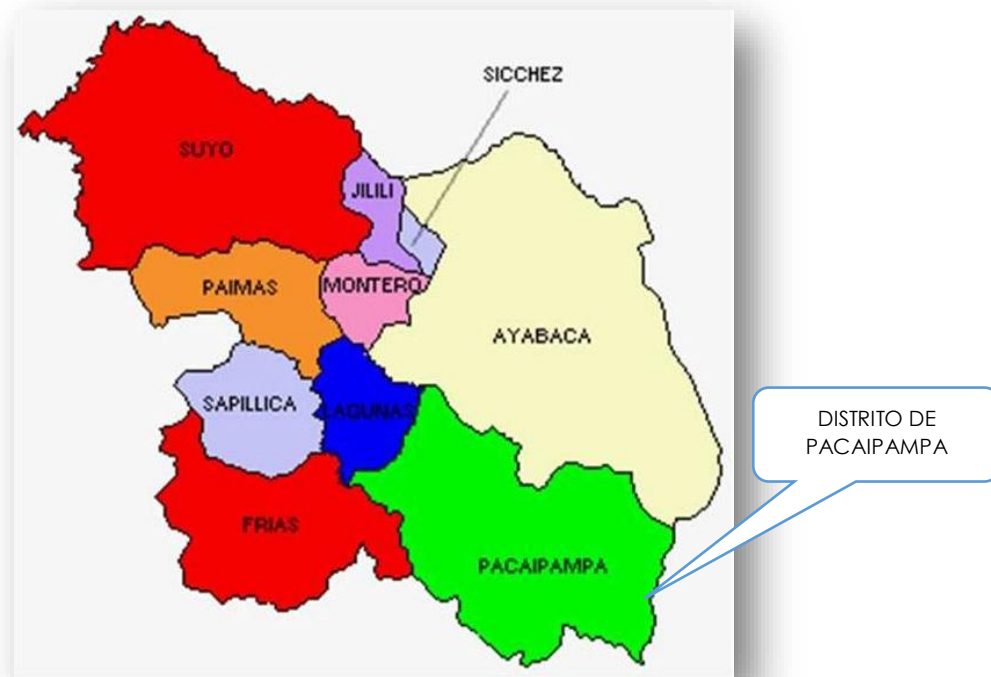 SICCHEZ
SUYO
JILILI
PAIMAS
MONTERO
AYABACA
SAPILLICA
LAGUNAS
DISTRITO DE
PACAIPAMPA
FRIAS
PACAIPAMPA